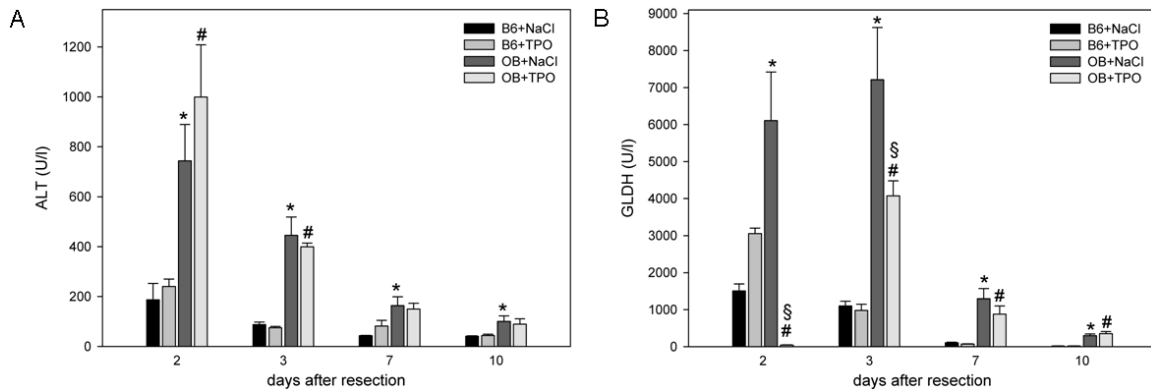 A
ALT (U/l)
1200
1000
800
600
400
200
0
B6+NaCl
B6+TPO
OB+NaCl
OB+TPO
* #
* #
*
*
2 3 7 10
days after resection
B
GLDH (U/l)
9000
8000
7000
6000
5000
4000
3000
2000
1000
0
B6+NaCl
B6+TPO
OB+NaCl
OB+TPO
*
§
#
*
§
#
* #
* #
2 3 7 10
days after resection